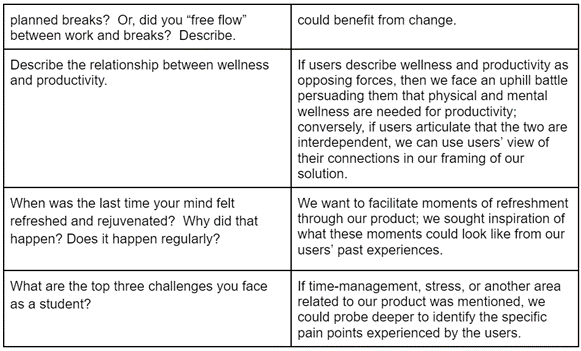 planned breaks?  Or, did you “free flow”
between work and breaks?  Describe.
could benefit from change.
Describe the relationship between wellness
and productivity.
If users describe wellness and productivity as
opposing forces, then we face an uphill battle
persuading them that physical and mental
wellness are needed for productivity;
conversely, if users articulate that the two are
interdependent, we can use users’ view of
their connections in our framing of our
solution.
When was the last time your mind felt
refreshed and rejuvenated?  Why did that
happen? Does it happen regularly?
We want to facilitate moments of refreshment
through our product; we sought inspiration of
what these moments could look like from our
users’ past experiences.
What are the top three challenges you face
as a student?
If time-management, stress, or another area
related to our product was mentioned, we
could probe deeper to identify the specific
pain points experienced by the users.